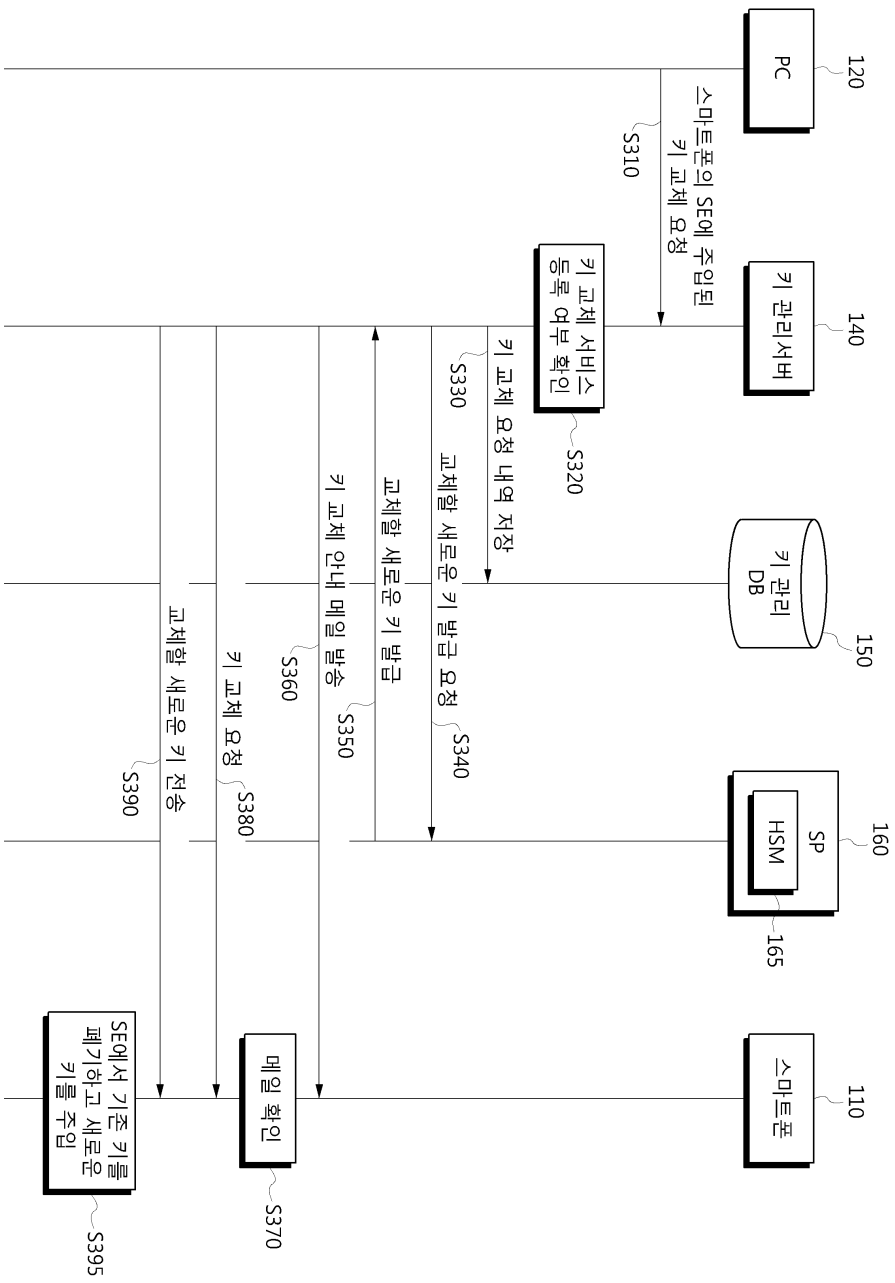 120
PC
140
키 관리서버
150
키 관리
DB
160
SP
HSM
165
110
스마트폰
스마트폰의 SE에 주입된
키 교체 요청
S310
키 교체 서비스
등록 여부 확인
S320
키 교체 요청 내역 저장
S330
교체할 새로운 키 발급 요청
S340
교체할 새로운 키 발급
S350
키 교체 안내 메일 발송
S360
메일 확인
S370
키 교체 요청
S380
교체할 새로운 키 전송
S390
SE에서 기존 키를
폐기하고 새로운
키를 주입
S395